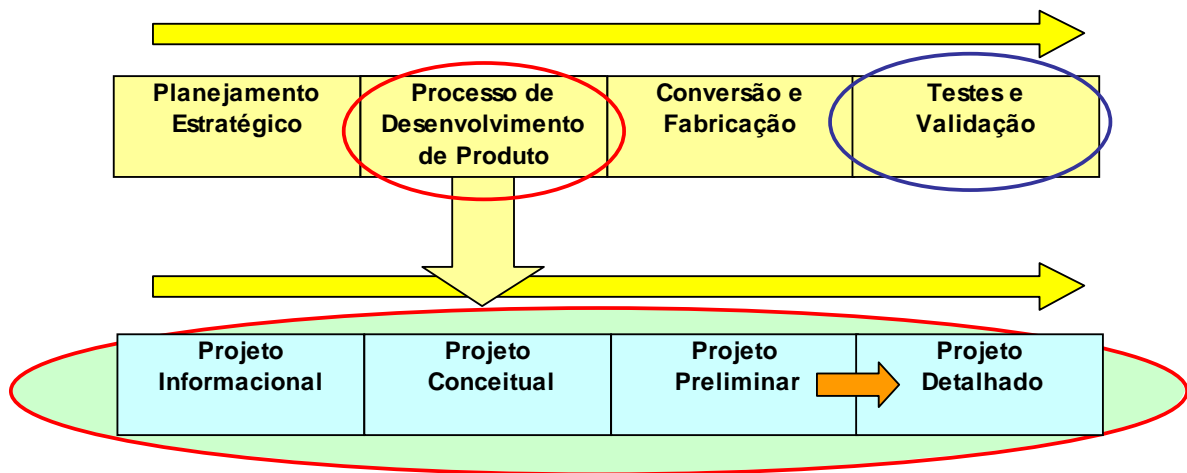 Planejamento
Estratégico
Processo de
Desenvolvimento
de Produto
Conversão e
Fabricação
Testes e
Validação
Projeto
Informacional
Projeto
Conceitual
Projeto
Preliminar
Projeto
Detalhado